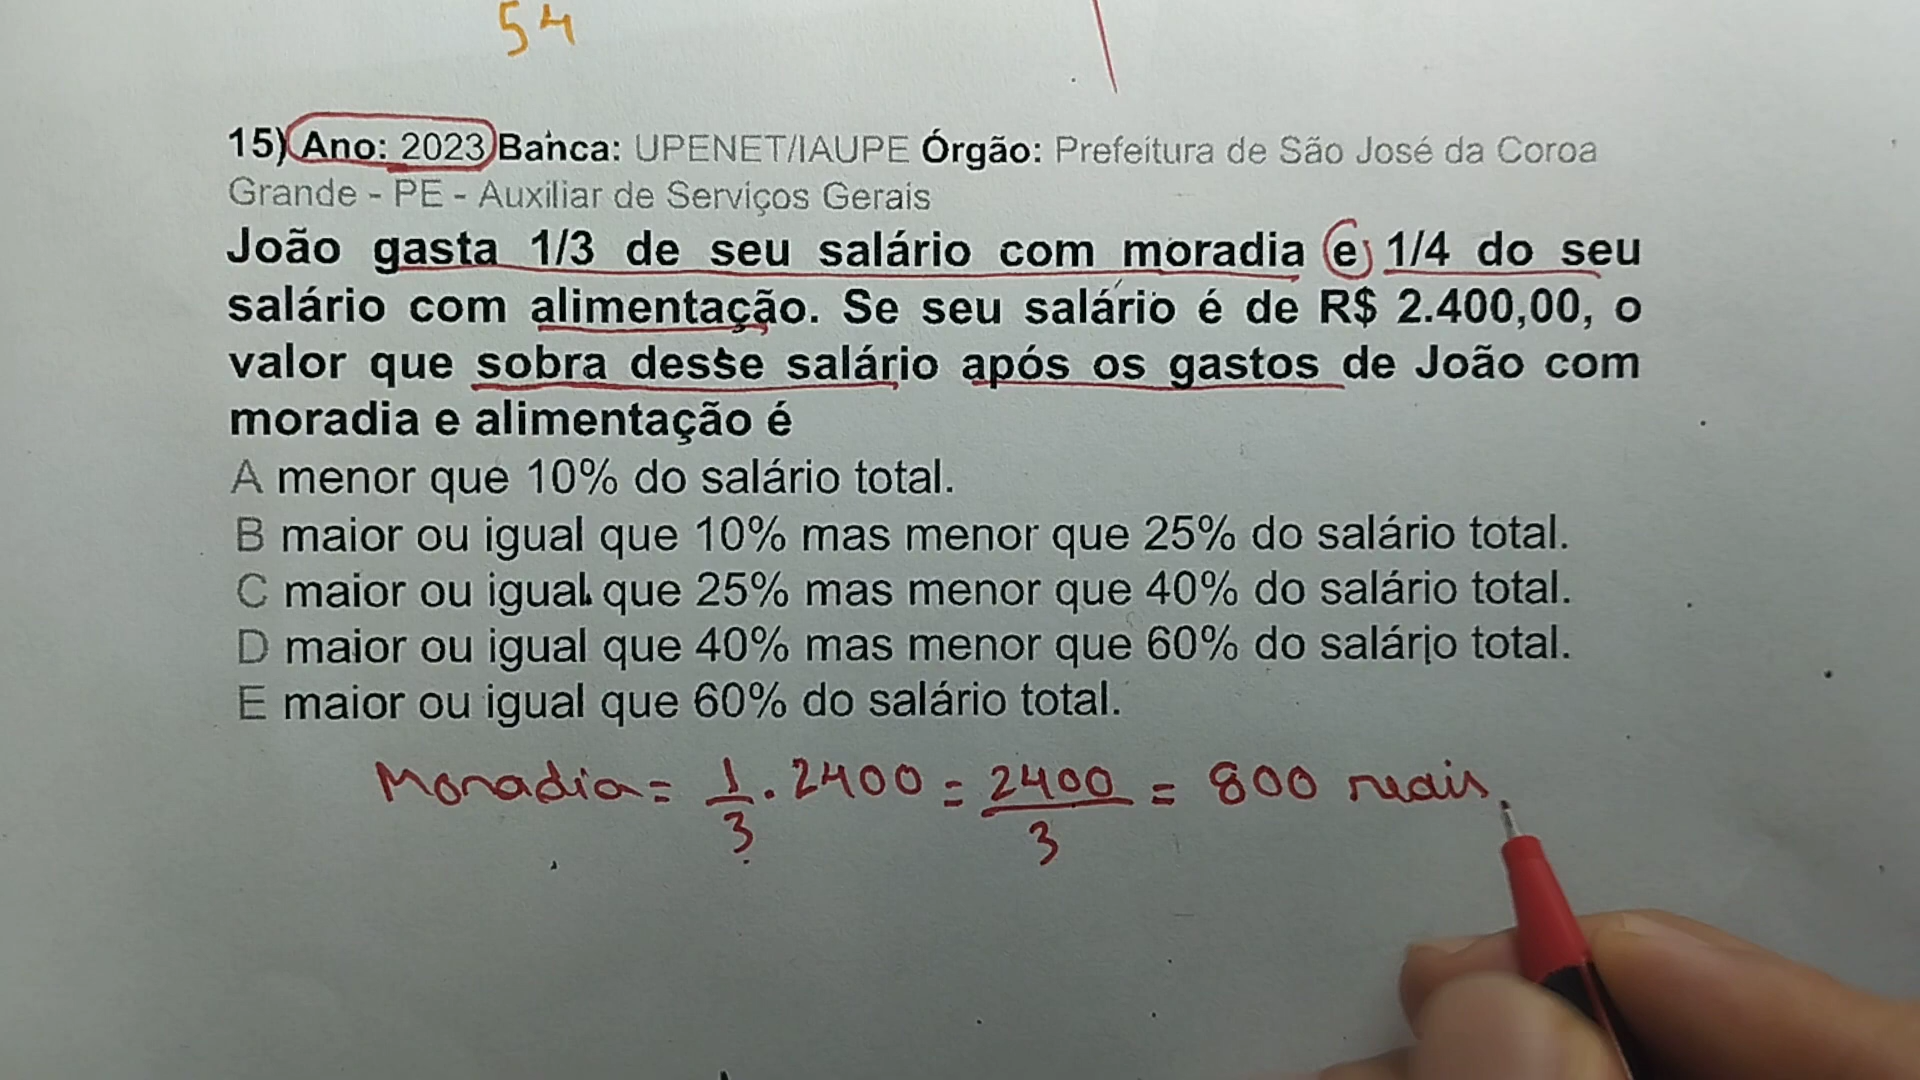 54
15) Ano: 2023 Banca: UPENET/IAUPE Órgão: Prefeitura de São José da Coroa
Grande - PE - Auxiliar de Serviços Gerais
João gasta 1/3 de seu salário com moradia e 1/4 do seu
salário com alimentação. Se seu salário é de R$ 2.400,00, o
valor que sobra desse salário após os gastos de João com
moradia e alimentação é
A menor que 10% do salário total.
B maior ou igual que 10% mas menor que 25% do salário total.
C maior ou igual que 25% mas menor que 40% do salário total.
D maior ou igual que 40% mas menor que 60% do salário total.
E maior ou igual que 60% do salário total.
Moradia = 1/3 . 2400 = 2400/3 = 800 reais